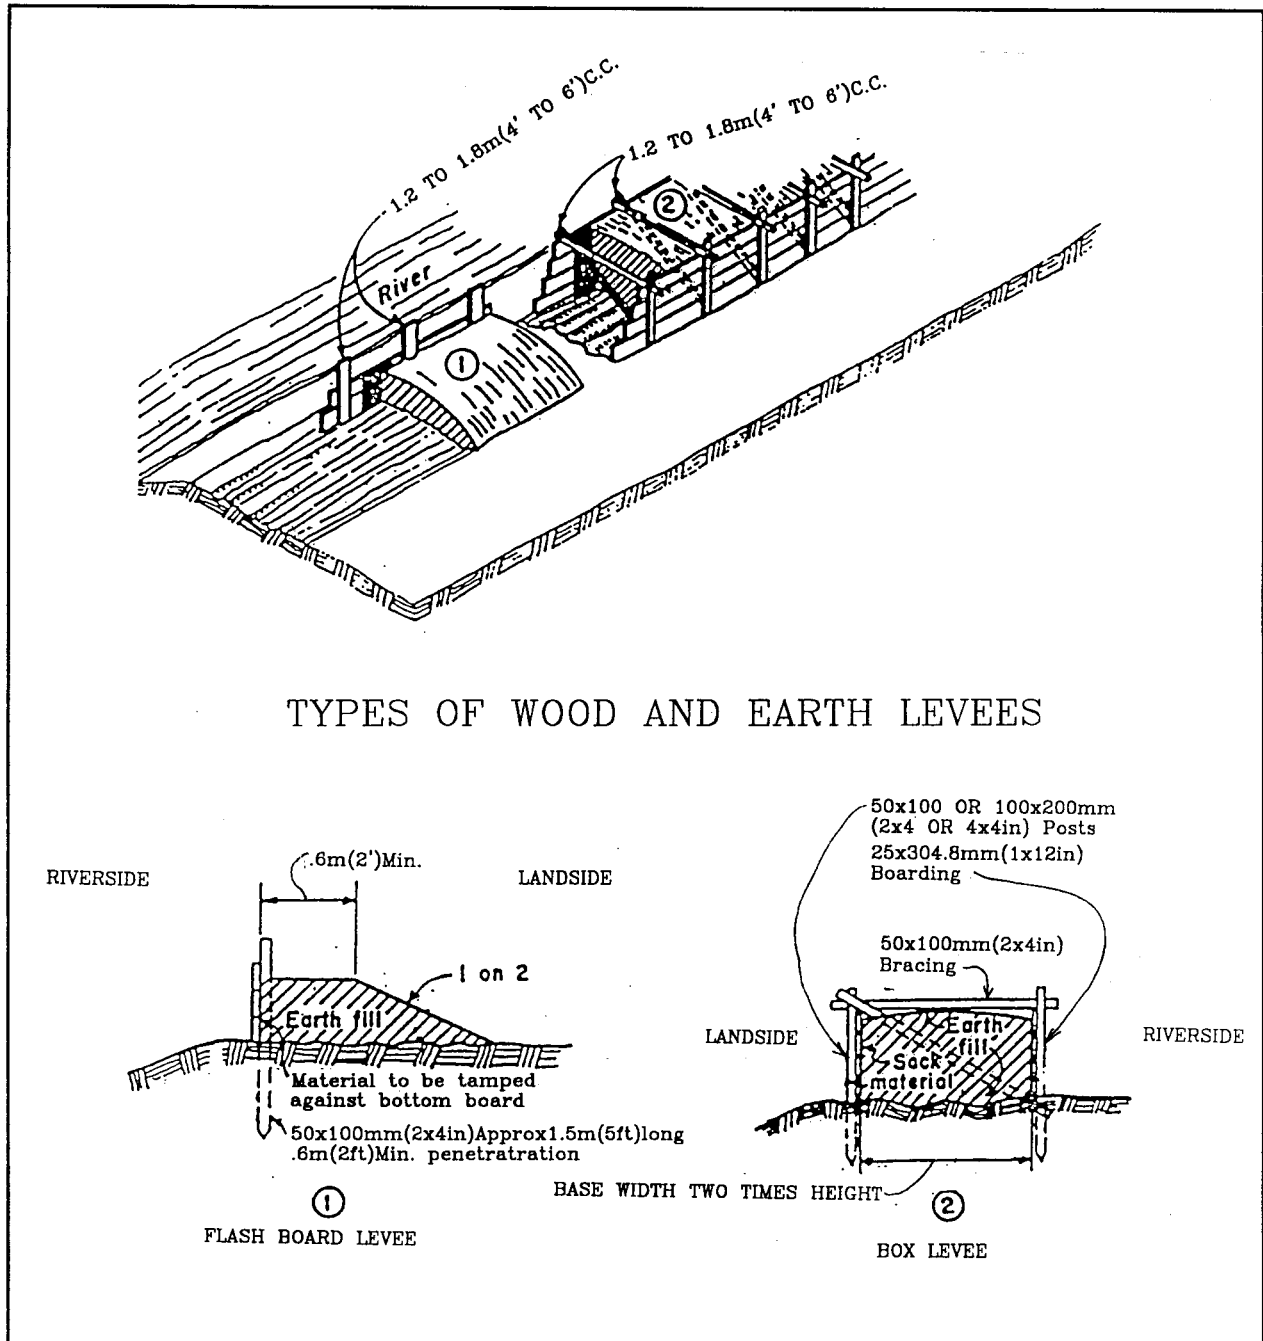 1.2 TO 1.8m(4' TO 6')C.C.
1.2 TO 1.8m(4' TO 6')C.C.
River
2
1
TYPES OF WOOD AND EARTH LEVEES
50x100 OR 100x200mm
(2x4 OR 4x4in) Posts
25x304.8mm(1x12in)
Boarding
.6m(2')Min.
RIVERSIDE
LANDSIDE
50x100mm(2x4in)
Bracing
1 on 2
Earth fill
LANDSIDE
Earth
fill
RIVERSIDE
Sack
material
Material to be tamped
against bottom board
50x100mm(2x4in)Approx1.5m(5ft)long
.6m(2ft)Min. penetratration
BASE WIDTH TWO TIMES HEIGHT
1
FLASH BOARD LEVEE
2
BOX LEVEE